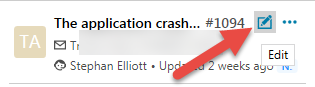 The application crash... #1094
TA
Edit
Stephan Elliott • Updated 2 weeks ago